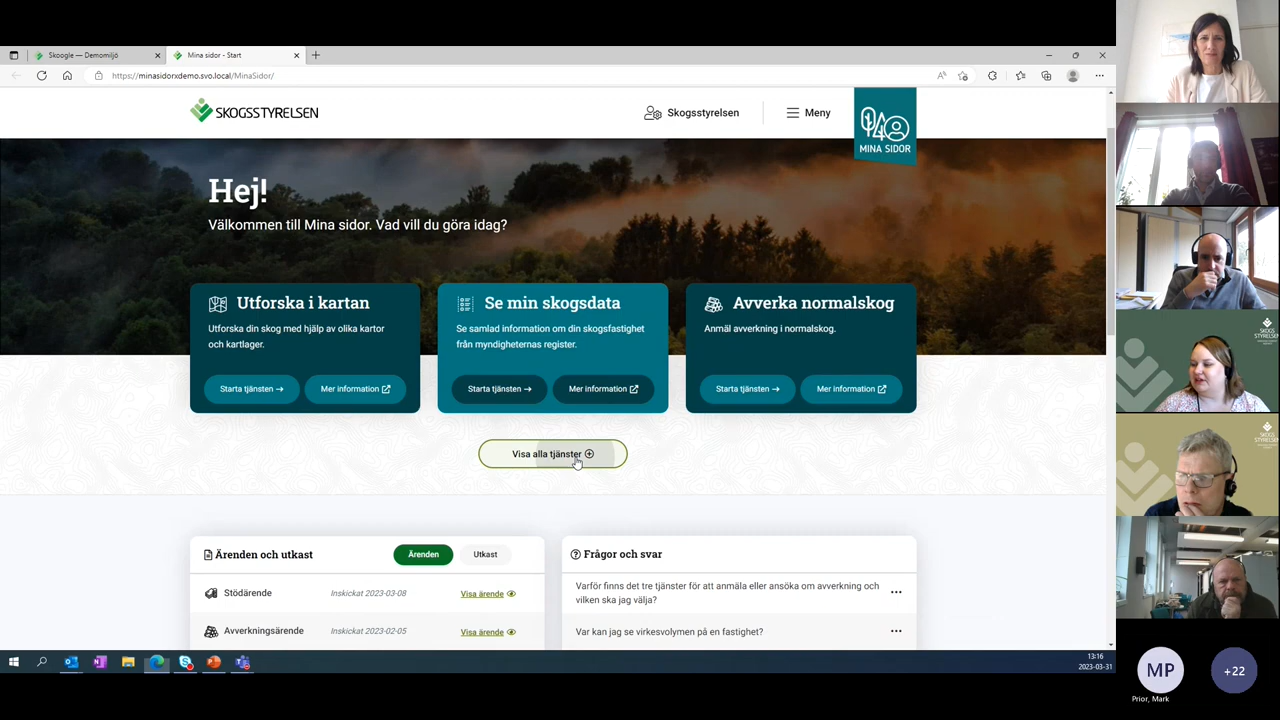 Skoogle — Demomiljö
Mina sidor - Start
https://minasidorxdemo.svo.local/MinaSidor/
SKOGSSTYRELSEN
Skogsstyrelsen
Meny
MINA SIDOR
Hej!
Välkommen till Mina sidor. Vad vill du göra idag?
Utforska i kartan
Utforska din skog med hjälp av olika kartor
och kartlager.
Starta tjänsten →
Mer information
Se min skogsdata
Se samlad information om din skogsfastighet
från myndigheternas register.
Starta tjänsten →
Mer information
Avverka normalskog
Anmäl avverkning i normalskog.
Starta tjänsten →
Mer information
Visa alla tjänster
Ärenden och utkast
Ärenden
Utkast
Stödärende
Inskickat 2023-03-08
Visa ärende
Avverkningsärende
Inskickat 2023-02-05
Visa ärende
Frågor och svar
Varför finns det tre tjänster för att anmäla eller ansöka om avverkning och
vilken ska jag välja?
Var kan jag se virkesvolymen på en fastighet?
13:16
2023-03-31
SKOGS
STYRELSEN
SKOGS
STYRELSEN
MP
Prior, Mark
+22